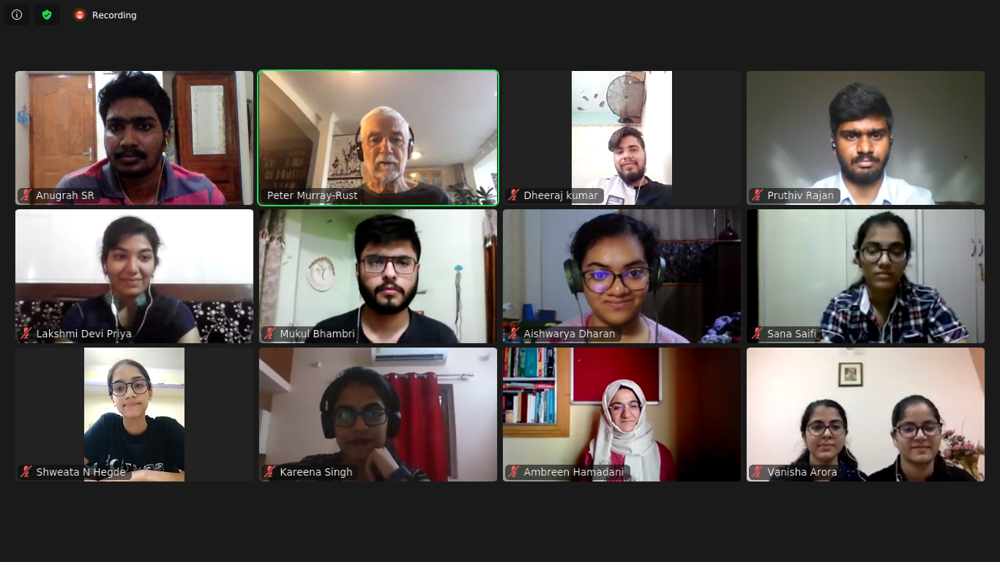 Recording
Anugrah SR
Peter Murray-Rust
Dheeraj kumar
Pruthiv Rajan
Lakshmi Devi Priya
Mukul Bhambri
Aishwarya Dharan
Sana Saifi
Shweata N Hegde
Kareena Singh
Ambreen Hamadani
Vanisha Arora